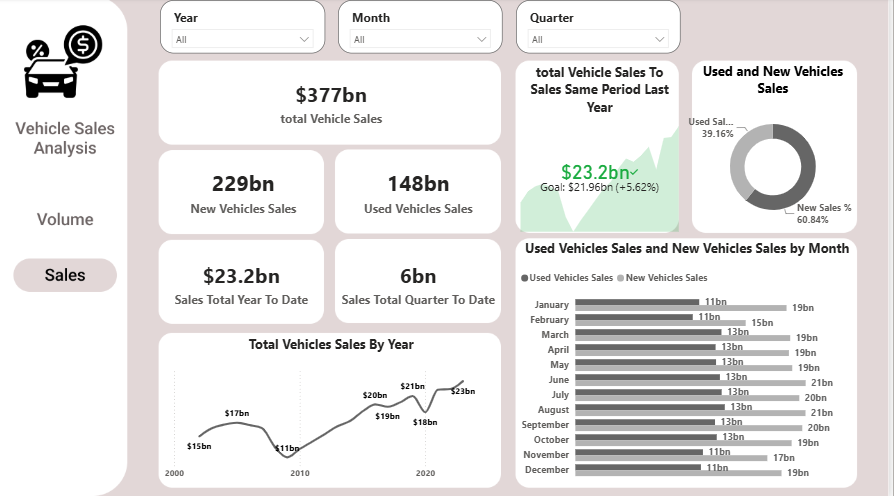 Year
All
Month
All
Quarter
All
%
$
Vehicle Sales
Analysis
Volume
Sales
$377bn
total Vehicle Sales
229bn
New Vehicles Sales
148bn
Used Vehicles Sales
$23.2bn
Sales Total Year To Date
6bn
Sales Total Quarter To Date
total Vehicle Sales To
Sales Same Period Last
Year
$23.2bn
Goal: $21.96bn (+5.62%)
Used and New Vehicles
Sales
Used Sal...
39.16%
New Sales %
60.84%
Total Vehicles Sales By Year
$15bn
$17bn
$11bn
$20bn
$19bn
$21bn
$18bn
$23bn
2000
2010
2020
Used Vehicles Sales and New Vehicles Sales by Month
Used Vehicles Sales New Vehicles Sales
January 11bn 19bn
February 11bn 15bn
March 13bn 19bn
April 13bn 19bn
May 13bn 19bn
June 13bn 21bn
July 13bn 20bn
August 13bn 21bn
September 13bn 20bn
October 13bn 19bn
November 11bn 17bn
December 11bn 19bn